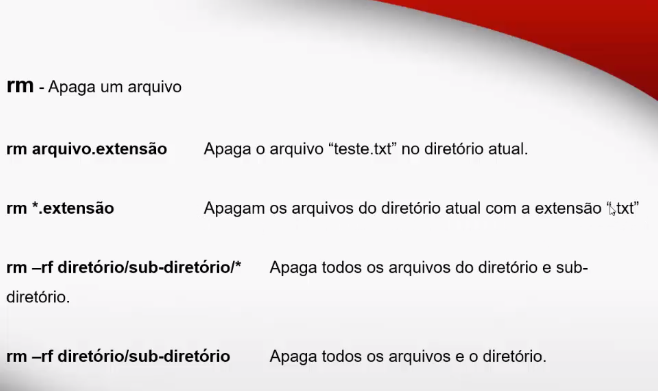 rm - Apaga um arquivo
rm arquivo.extensão Apaga o arquivo “teste.txt” no diretório atual.
rm *.extensão Apagam os arquivos do diretório atual com a extensão “.txt”
rm –rf diretório/sub-diretório/* Apaga todos os arquivos do diretório e sub-
diretório.
rm –rf diretório/sub-diretório Apaga todos os arquivos e o diretório.